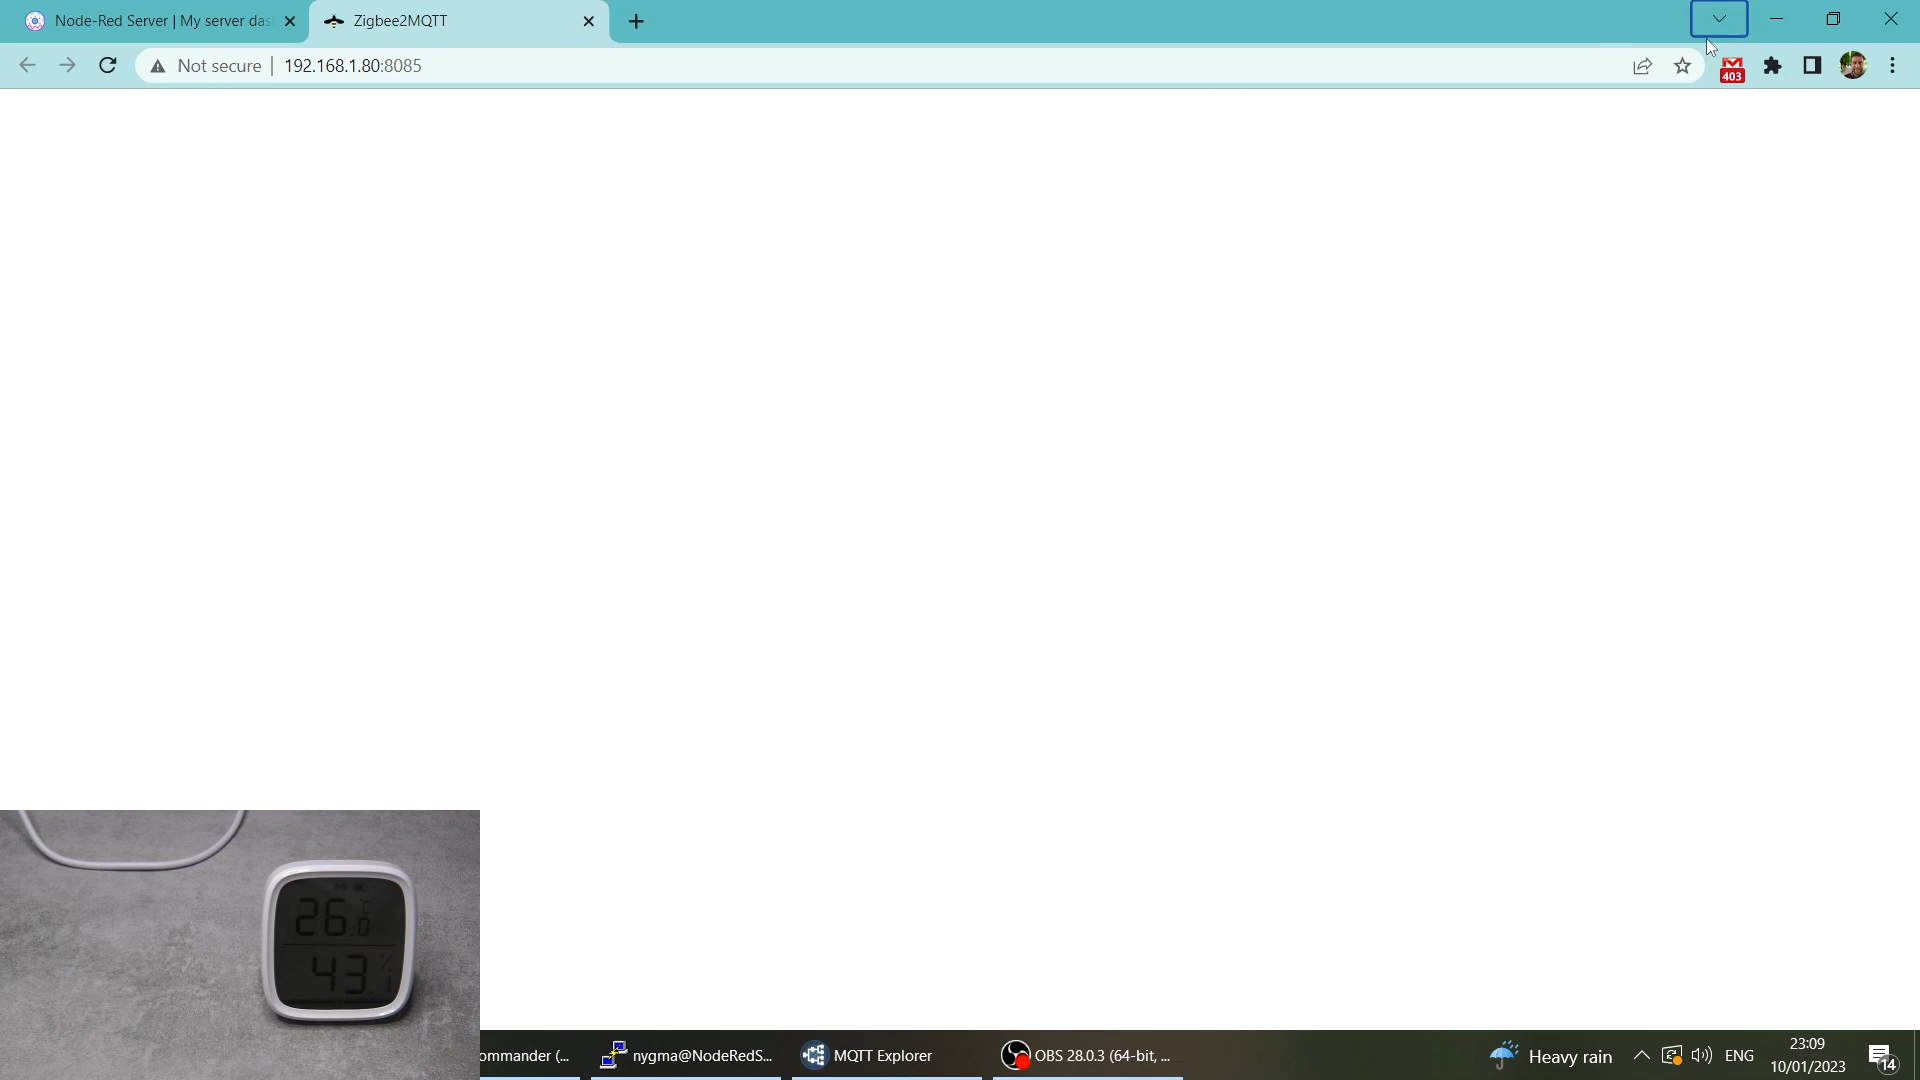 Node-Red Server | My server das
Zigbee2MQTT
Not secure
192.168.1.80:8085
403
26.0
43.
%
ommander (...
nygma@NodeRedS...
MQTT Explorer
OBS 28.0.3 (64-bit, ...
Heavy rain
ENG
23:09
10/01/2023
14